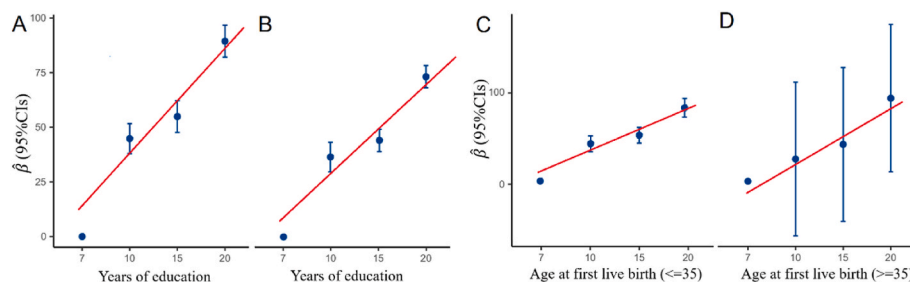 A
B
C
D
100
75
50
25
0
β̂ (95%CIs)
7 10 15 20
Years of education
7 10 15 20
Years of education
100
0
β̂ (95%CIs)
7 10 15 20
Age at first live birth (<=35)
7 10 15 20
Age at first live birth (>=35)